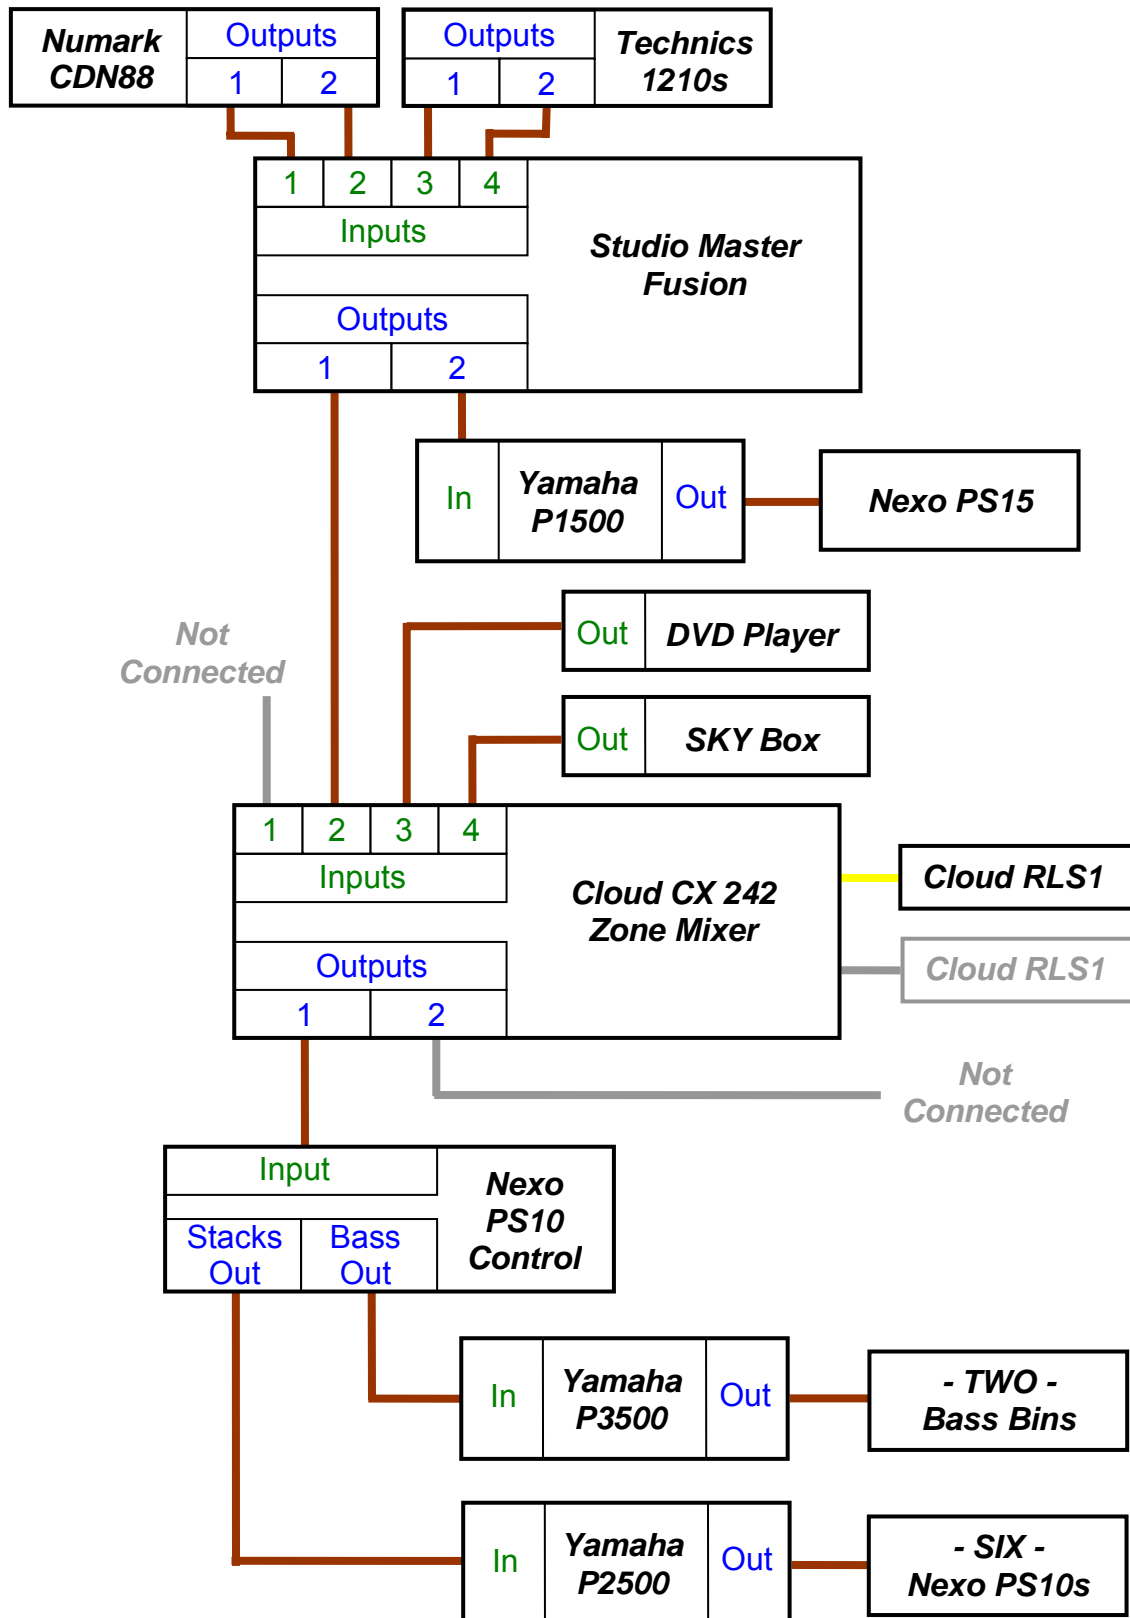 Numark
CDN88
Outputs
1 2
Outputs
1 2
Technics
1210s
1 2 3 4
Inputs
Studio Master
Fusion
Outputs
1 2
In
Yamaha
P1500
Out
Nexo PS15
Out
DVD Player
Not
Connected
Out
SKY Box
1 2 3 4
Inputs
Cloud CX 242
Zone Mixer
Cloud RLS1
Cloud RLS1
Outputs
1 2
Not
Connected
Input
Nexo
PS10
Control
Stacks
Out
Bass
Out
In
Yamaha
P3500
Out
- TWO -
Bass Bins
In
Yamaha
P2500
Out
- SIX -
Nexo PS10s